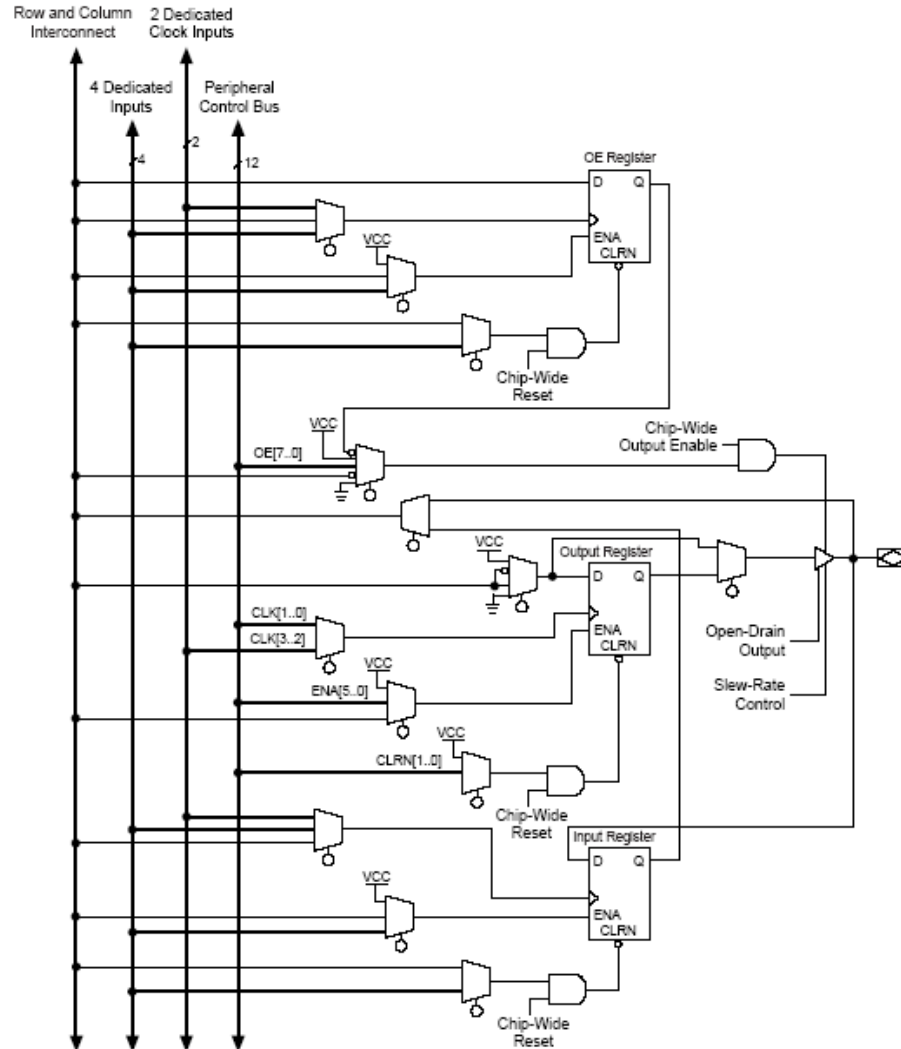 Row and Column
Interconnect
2 Dedicated
Clock Inputs
4 Dedicated
Inputs
Peripheral
Control Bus
2
4
12
OE Register
D Q
ENA
CLRN
VCC
Chip-Wide
Reset
VCC
OE[7..0]
Chip-Wide
Output Enable
VCC
Output Register
D Q
ENA
CLRN
CLK[1..0]
CLK[3..2]
Open-Drain
Output
VCC
ENA[5..0]
Slew-Rate
Control
VCC
CLRN[1..0]
Chip-Wide
Reset
Input Register
D Q
ENA
CLRN
VCC
Chip-Wide
Reset